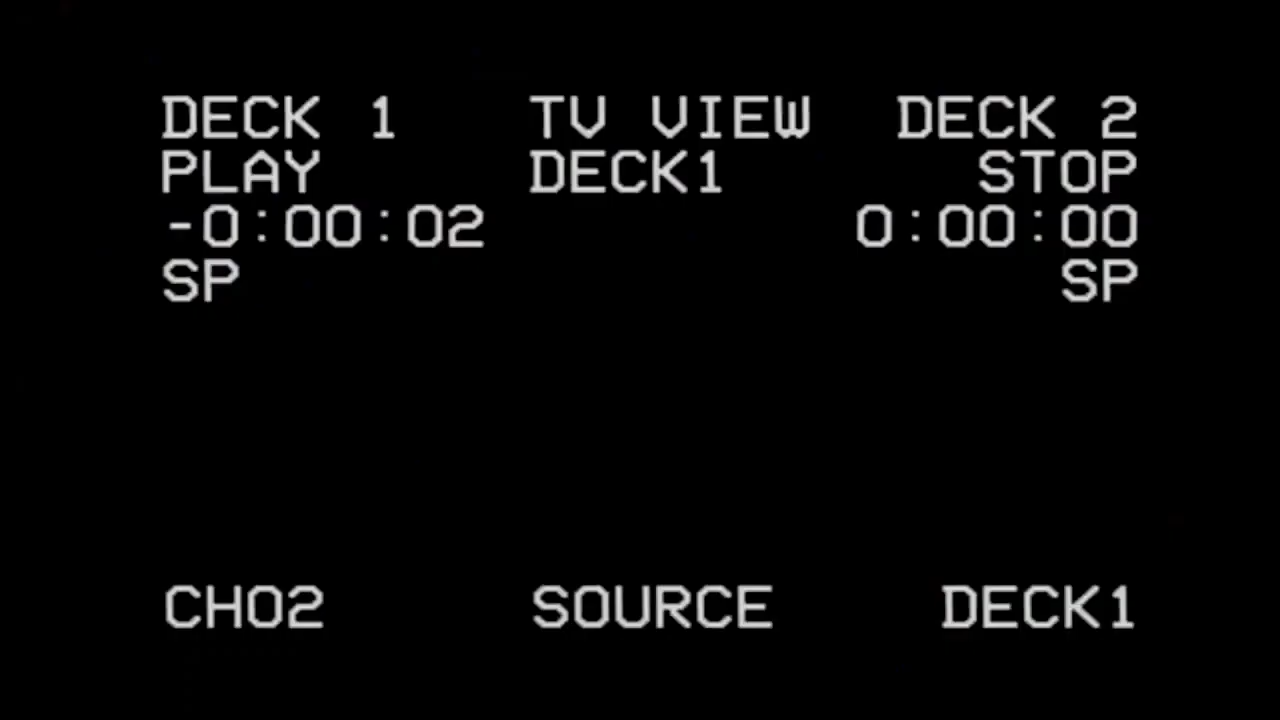 DECK 1 TV VIEW DECK 2
PLAY DECK1 STOP
-0:00:02 0:00:00
SP SP
CH02 SOURCE DECK1